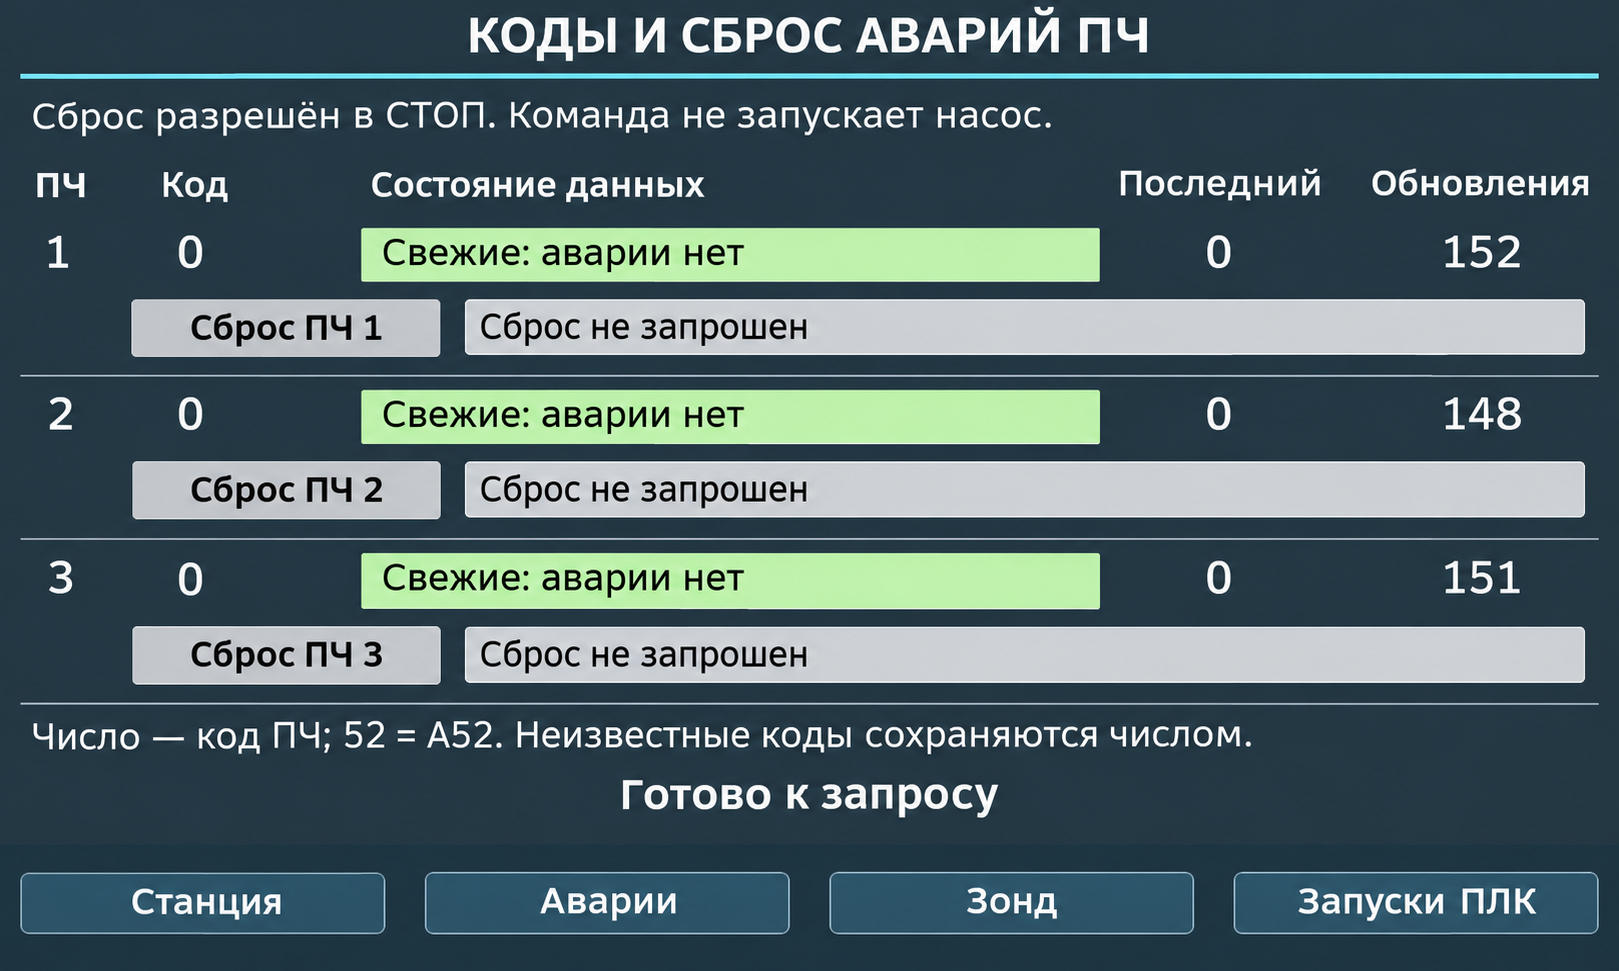 КОДЫ И СБРОС АВАРИЙ ПЧ
Сброс разрешён в СТОП. Команда не запускает насос.
ПЧ Код Состояние данных Последний Обновления
1 0 Свежие: аварии нет 0 152
Сброс ПЧ 1 Сброс не запрошен
2 0 Свежие: аварии нет 0 148
Сброс ПЧ 2 Сброс не запрошен
3 0 Свежие: аварии нет 0 151
Сброс ПЧ 3 Сброс не запрошен
Число — код ПЧ; 52 = А52. Неизвестные коды сохраняются числом.
Готово к запросу
Станция Аварии Зонд Запуски ПЛК